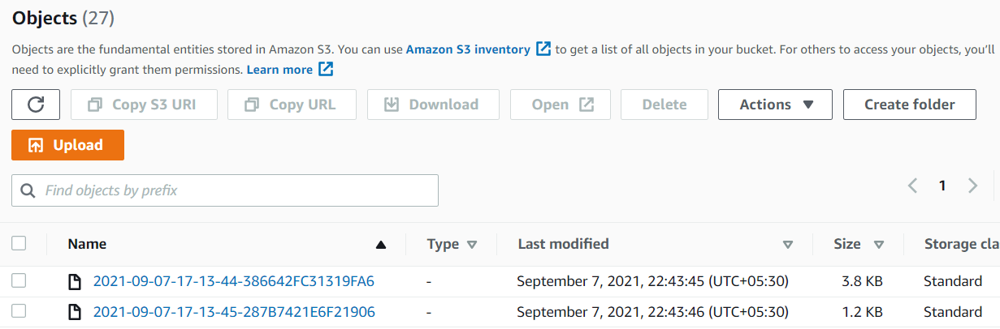 Objects (27)
Objects are the fundamental entities stored in Amazon S3. You can use Amazon S3 inventory to get a list of all objects in your bucket. For others to access your objects, you'll
need to explicitly grant them permissions. Learn more
Copy S3 URI Copy URL Download Open Delete Actions Create folder
Upload
Find objects by prefix 1
Name Type Last modified Size Storage cla
2021-09-07-17-13-44-386642FC31319FA6 - September 7, 2021, 22:43:45 (UTC+05:30) 3.8 KB Standard
2021-09-07-17-13-45-287B7421E6F21906 - September 7, 2021, 22:43:46 (UTC+05:30) 1.2 KB Standard